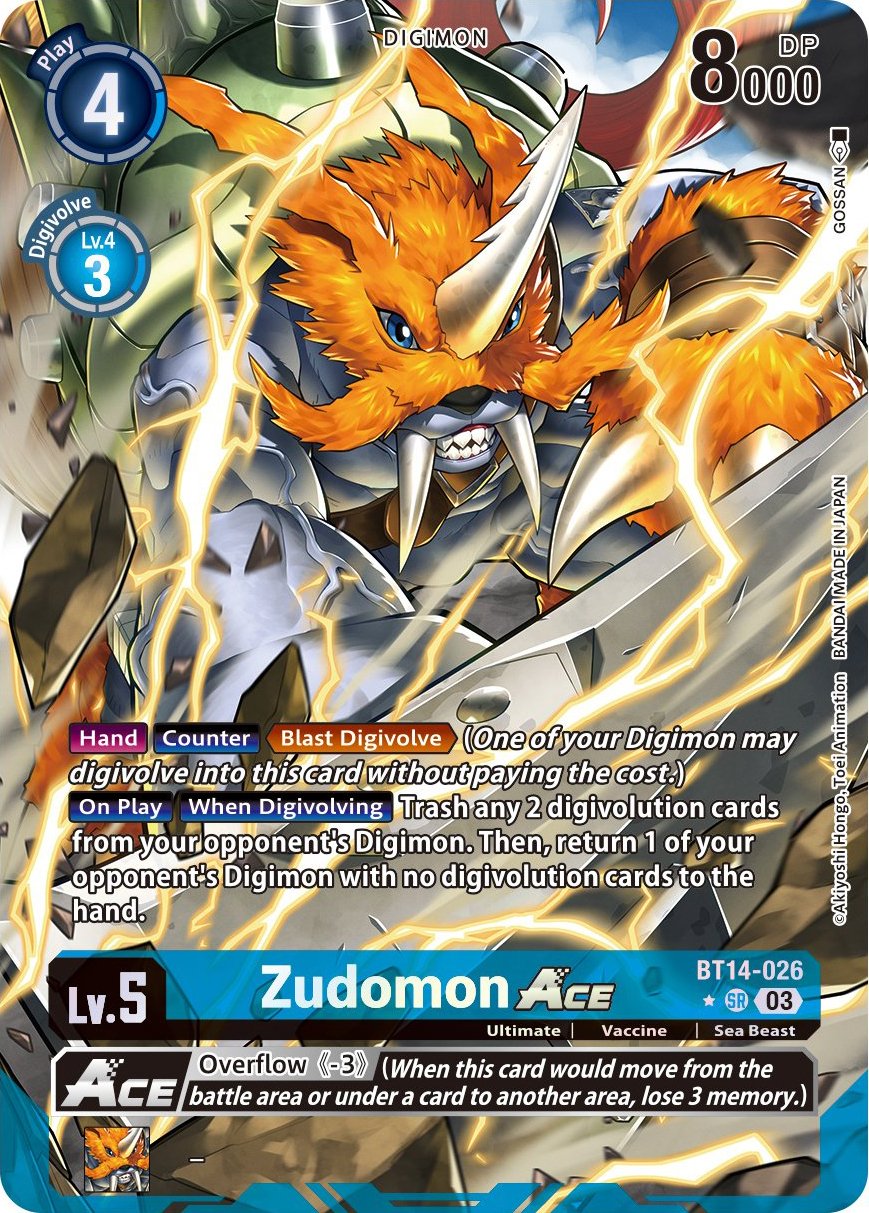 DIGIMON
Play
4
8000
DP
Digivolve
Lv.4
3
GOSSAN
BANDAI MADE IN JAPAN
©Akiyoshi Hongo, Toei Animation
Hand Counter Blast Digivolve (One of your Digimon may
digivolve into this card without paying the cost.)
On Play When Digivolving Trash any 2 digivolution cards
from your opponent's Digimon. Then, return 1 of your
opponent's Digimon with no digivolution cards to the
hand.
Lv.5
Zudomon ACE
BT14-026
★ SR 03
Ultimate | Vaccine | Sea Beast
ACE
Overflow 《-3》 (When this card would move from the
battle area or under a card to another area, lose 3 memory.)
–